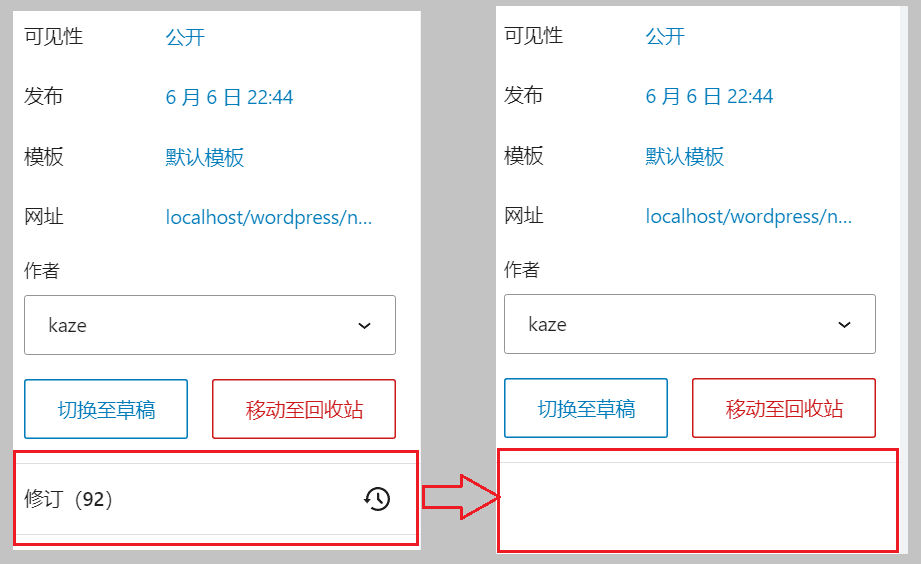 可见性 公开
发布 6 月 6 日 22:44
模板 默认模板
网址 localhost/wordpress/n...
作者
kaze
切换至草稿 移动至回收站
修订（92）
可见性 公开
发布 6 月 6 日 22:44
模板 默认模板
网址 localhost/wordpress/n...
作者
kaze
切换至草稿 移动至回收站